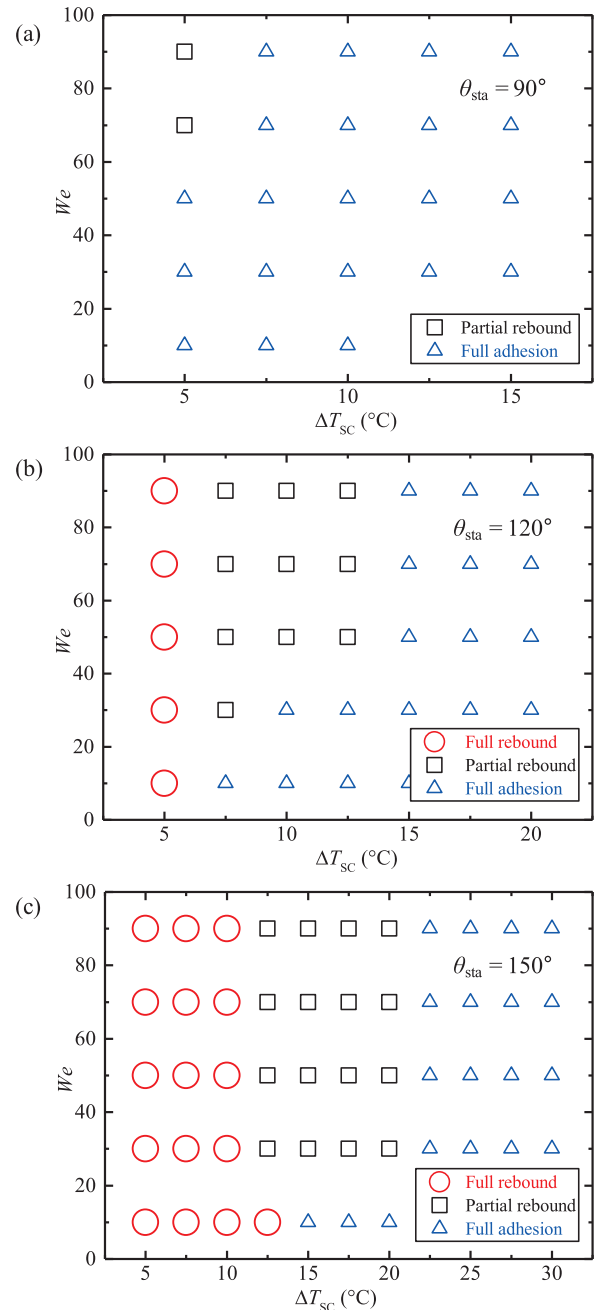 (a)
100
80
60
40
20
0
We
θsta = 90°
Partial rebound
Full adhesion
5
10
15
ΔTSC (°C)
(b)
100
80
60
40
20
0
We
θsta = 120°
Full rebound
Partial rebound
Full adhesion
5
10
15
20
ΔTSC (°C)
(c)
100
80
60
40
20
0
We
θsta = 150°
Full rebound
Partial rebound
Full adhesion
5
10
15
20
25
30
ΔTSC (°C)